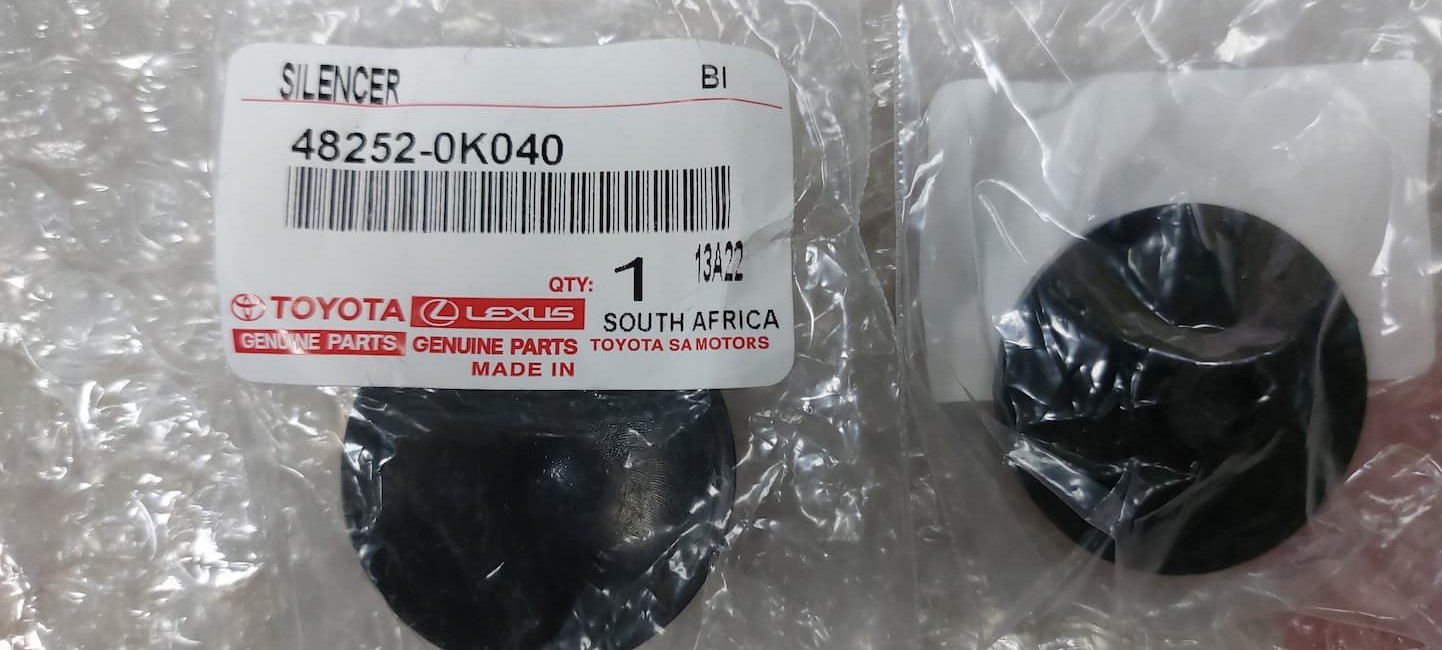 SILENCER BI
48252-0K040
13A22
QTY: 1
TOYOTA LEXUS SOUTH AFRICA
GENUINE PARTS GENUINE PARTS TOYOTA SA MOTORS
MADE IN